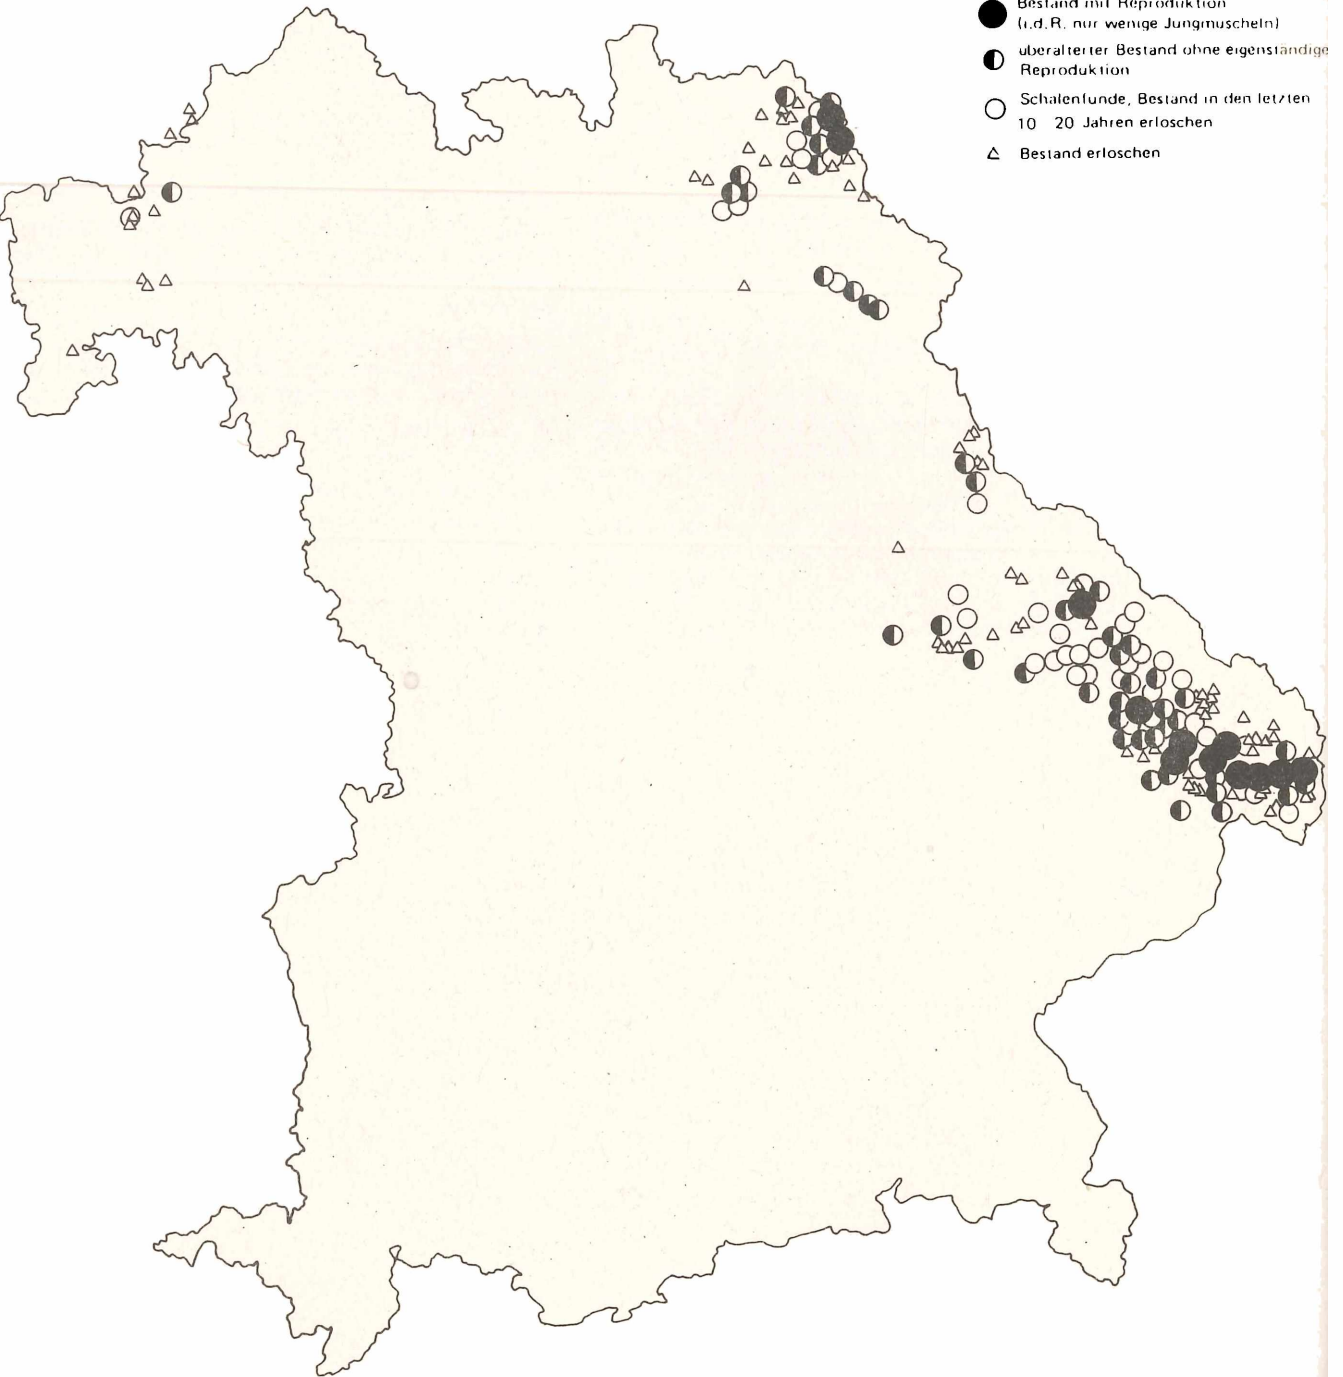 Bestand mit Reproduktion
(i.d.R. nur wenige Jungmuscheln)
uberalterter Bestand ohne eigenständige
Reproduktion
Schalenfunde, Bestand in den letzten
10 20 Jahren erloschen
Bestand erloschen